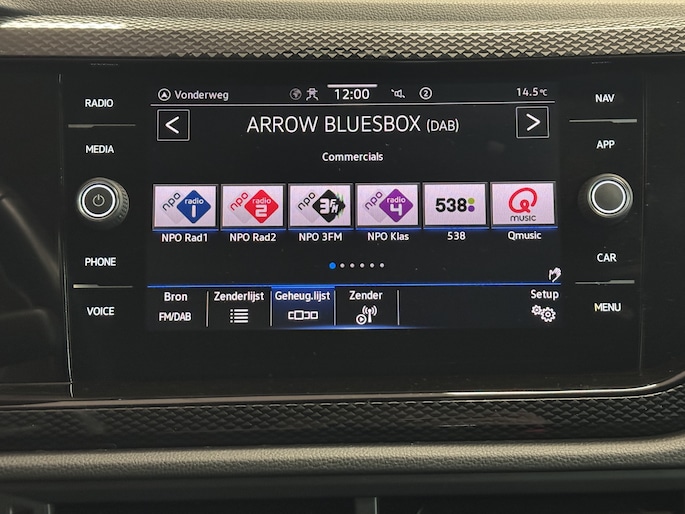 RADIO
MEDIA
PHONE
VOICE
Vonderweg
12:00
2
14.5°C
ARROW BLUESBOX (DAB)
Commercials
npo radio 1
npo radio 2
npo 3FM
npo radio 4
538
Q MUSIC
NPO Rad1
NPO Rad2
NPO 3FM
NPO Klas
538
Qmusic
Bron
FM/DAB
Zenderlijst
Geheug.lijst
Zender
Setup
NAV
APP
CAR
MENU